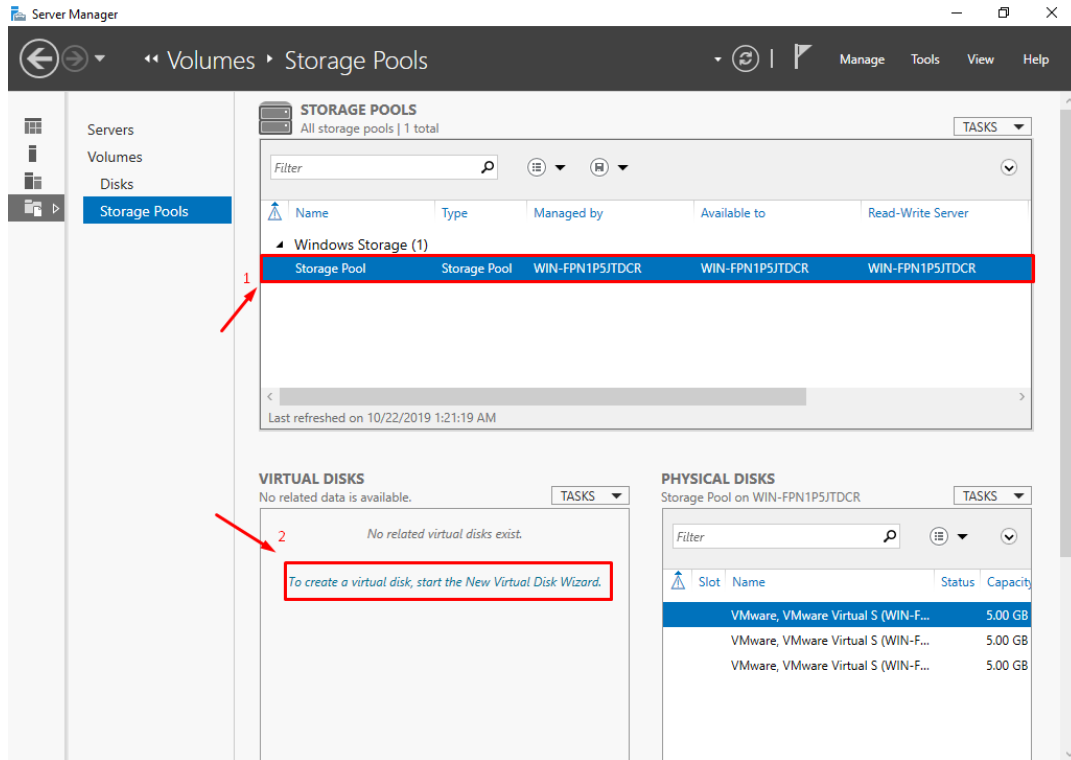 Server Manager
Volumes Storage Pools
Manage Tools View Help
Servers
Volumes
Disks
Storage Pools
STORAGE POOLS
All storage pools | 1 total
TASKS
Filter
Name Type Managed by Available to Read-Write Server
Windows Storage (1)
Storage Pool Storage Pool WIN-FPN1P5JTDCR WIN-FPN1P5JTDCR WIN-FPN1P5JTDCR
1
Last refreshed on 10/22/2019 1:21:19 AM
VIRTUAL DISKS
No related data is available.
TASKS
2
No related virtual disks exist.
To create a virtual disk, start the New Virtual Disk Wizard.
PHYSICAL DISKS
Storage Pool on WIN-FPN1P5JTDCR
TASKS
Filter
Slot Name Status Capacity
VMware, VMware Virtual S (WIN-F... 5.00 GB
VMware, VMware Virtual S (WIN-F... 5.00 GB
VMware, VMware Virtual S (WIN-F... 5.00 GB